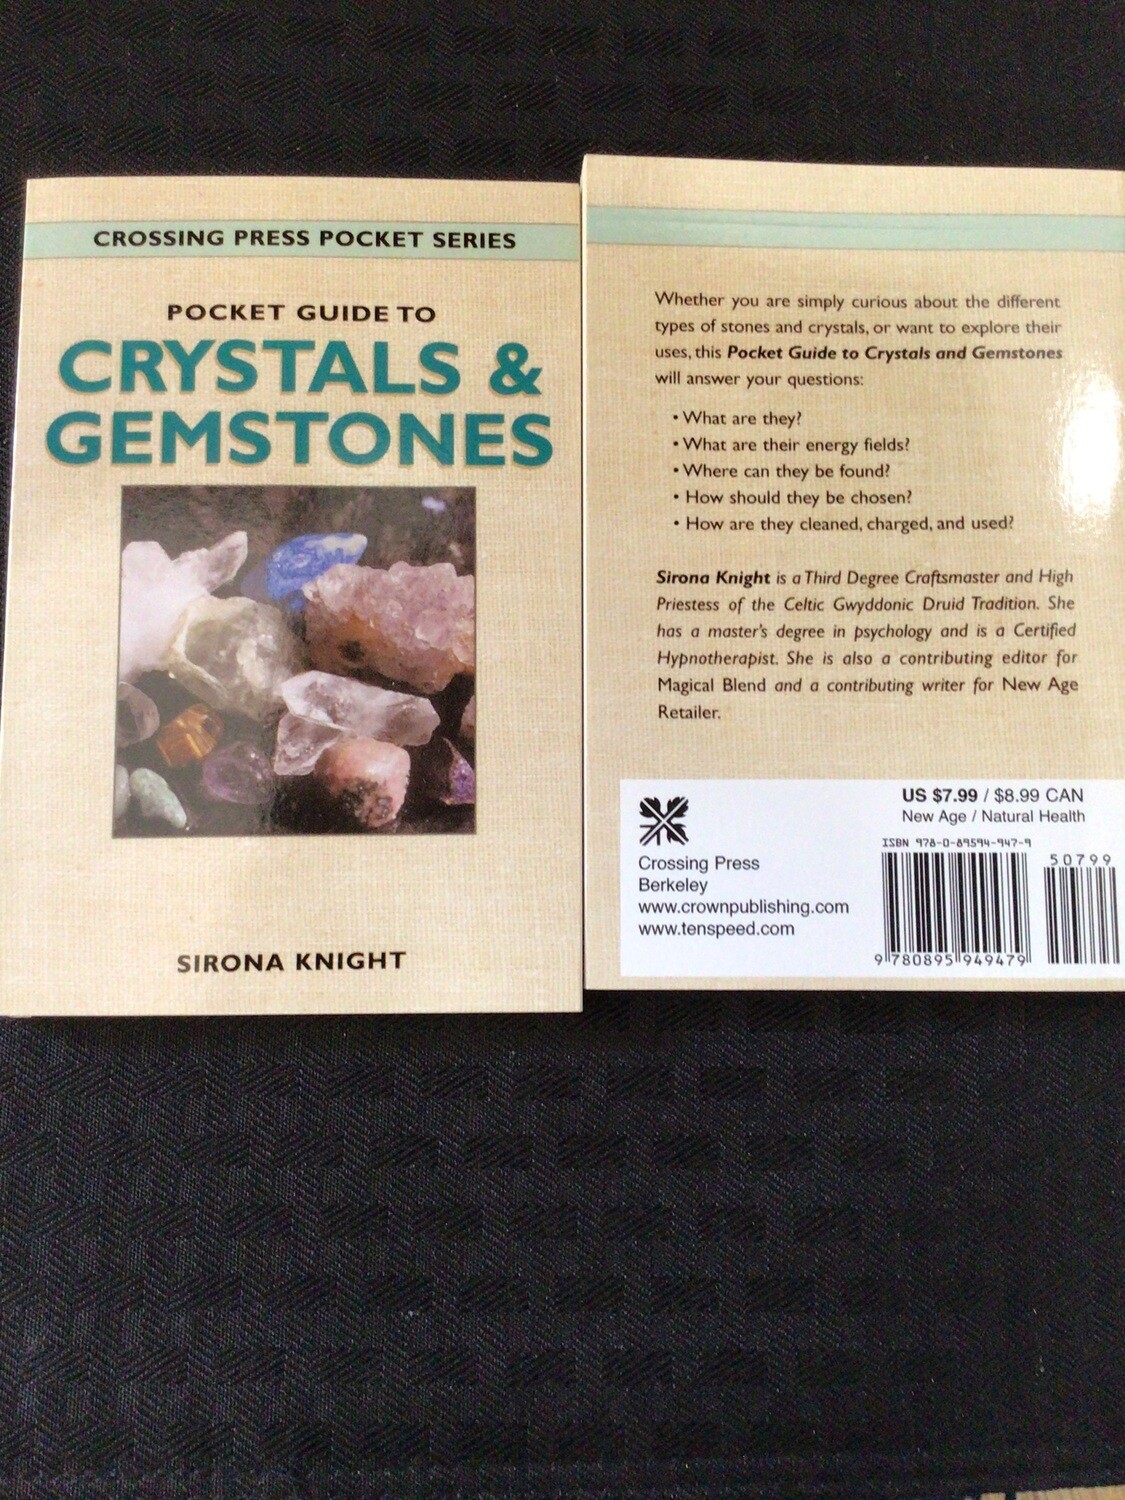 CROSSING PRESS POCKET SERIES
POCKET GUIDE TO
CRYSTALS &
GEMSTONES
SIRONA KNIGHT
Whether you are simply curious about the different
types of stones and crystals, or want to explore their
uses, this Pocket Guide to Crystals and Gemstones
will answer your questions:
• What are they?
• What are their energy fields?
• Where can they be found?
• How should they be chosen?
• How are they cleaned, charged, and used?
Sirona Knight is a Third Degree Craftsmaster and High
Priestess of the Celtic Gwyddonic Druid Tradition. She
has a master's degree in psychology and is a Certified
Hypnotherapist. She is also a contributing editor for
Magical Blend and a contributing writer for New Age
Retailer.
US $7.99 / $8.99 CAN
New Age / Natural Health
Crossing Press
Berkeley
www.crownpublishing.com
www.tenspeed.com
ISBN 978-0-89594-947-9
50799
9 780895 949479